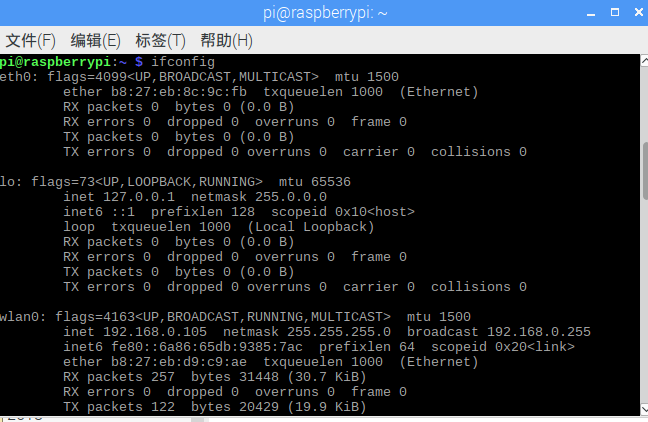 pi@raspberrypi: ~
文件(F) 编辑(E) 标签(T) 帮助(H)
pi@raspberrypi:~ $ ifconfig
eth0: flags=4099<UP,BROADCAST,MULTICAST>  mtu 1500
        ether b8:27:eb:8c:9c:fb  txqueuelen 1000  (Ethernet)
        RX packets 0  bytes 0 (0.0 B)
        RX errors 0  dropped 0  overruns 0  frame 0
        TX packets 0  bytes 0 (0.0 B)
        TX errors 0  dropped 0 overruns 0  carrier 0  collisions 0

lo: flags=73<UP,LOOPBACK,RUNNING>  mtu 65536
        inet 127.0.0.1  netmask 255.0.0.0
        inet6 ::1  prefixlen 128  scopeid 0x10<host>
        loop  txqueuelen 1000  (Local Loopback)
        RX packets 0  bytes 0 (0.0 B)
        RX errors 0  dropped 0  overruns 0  frame 0
        TX packets 0  bytes 0 (0.0 B)
        TX errors 0  dropped 0 overruns 0  carrier 0  collisions 0

wlan0: flags=4163<UP,BROADCAST,RUNNING,MULTICAST>  mtu 1500
        inet 192.168.0.105  netmask 255.255.255.0  broadcast 192.168.0.255
        inet6 fe80::6a86:65db:9385:7ac  prefixlen 64  scopeid 0x20<link>
        ether b8:27:eb:d9:c9:ae  txqueuelen 1000  (Ethernet)
        RX packets 257  bytes 31448 (30.7 KiB)
        RX errors 0  dropped 0  overruns 0  frame 0
        TX packets 122  bytes 20429 (19.9 KiB)